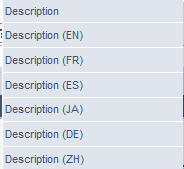 Description
Description (EN)
Description (FR)
Description (ES)
Description (JA)
Description (DE)
Description (ZH)